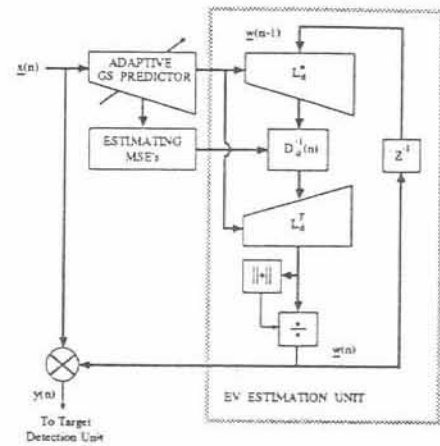 w(n-1)
x(n)
ADAPTIVE
GS PREDICTOR
L*d
ESTIMATING
MSE's
D-1d(n)
Z-1
LTd
||•||
÷
w(n)
y(n)
EV ESTIMATION UNIT
To Target
Detection Unit